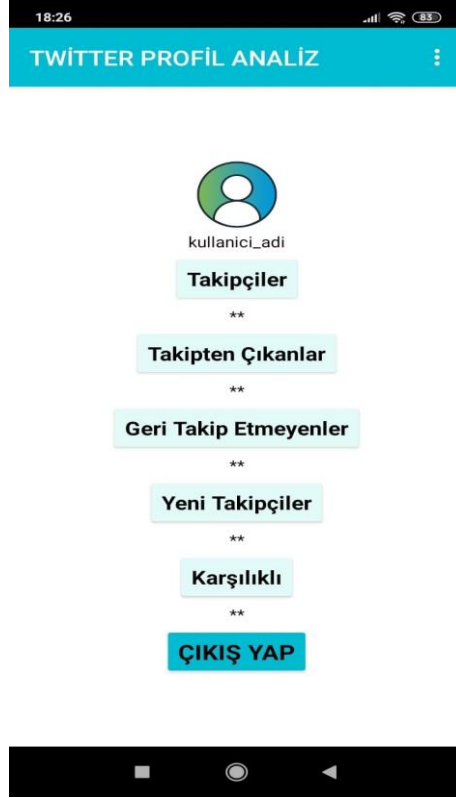 18:26
83
TWİTTER PROFİL ANALİZ
kullanici_adi
Takipçiler
**
Takipten Çıkanlar
**
Geri Takip Etmeyenler
**
Yeni Takipçiler
**
Karşılıklı
**
ÇIKIŞ YAP